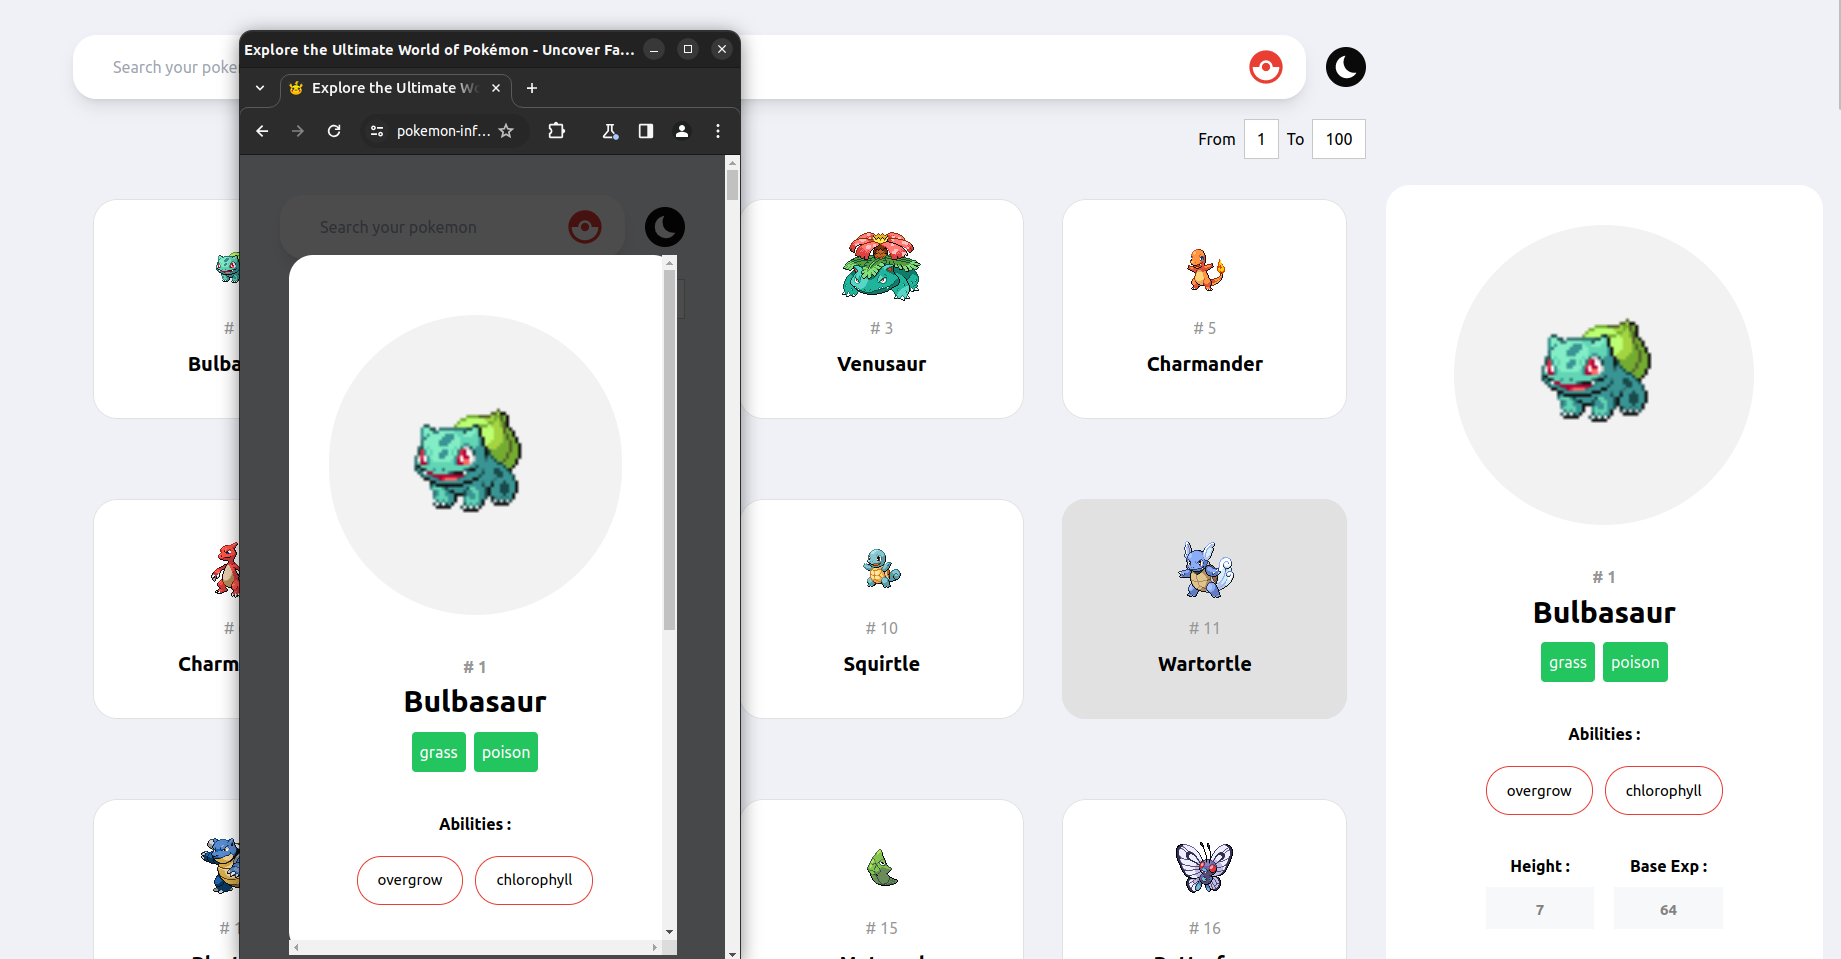 Explore the Ultimate World of Pokémon - Uncover Fa...
Explore the Ultimate Wo
pokemon-inf...
Search your poke
From 1 To 100
Search your pokemon
# 1
Bulbasaur
grass poison
Abilities :
overgrow chlorophyll
#
Bulba
# 3
Venusaur
# 5
Charmander
#
Charm
# 10
Squirtle
# 11
Wartortle
# 1
# 15
# 16
# 1
Bulbasaur
grass poison
Abilities :
overgrow chlorophyll
Height : Base Exp :
7 64